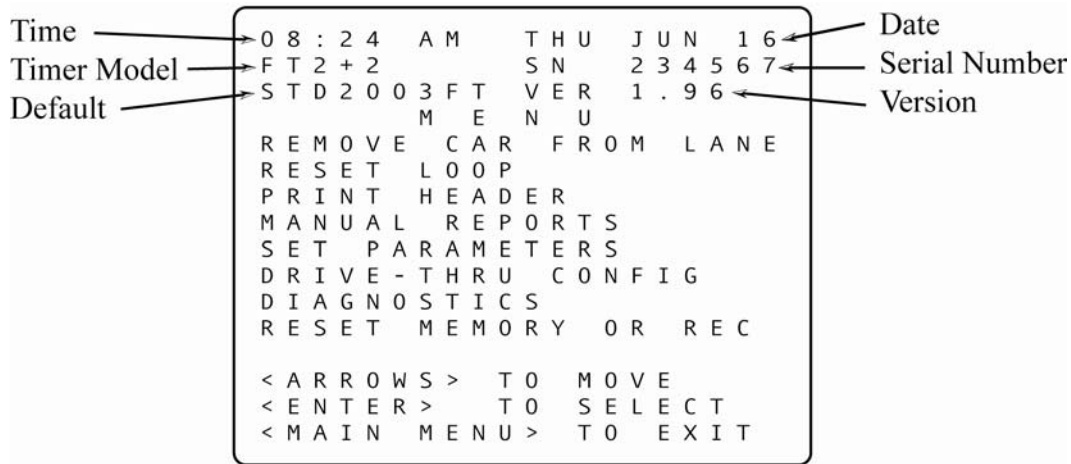 Time
Timer Model
Default
08:24 AM THU JUN 16
FT2+2 SN 234567
STD2003FT VER 1.96
MENU
REMOVE CAR FROM LANE
RESET LOOP
PRINT HEADER
MANUAL REPORTS
SET PARAMETERS
DRIVE-THRU CONFIG
DIAGNOSTICS
RESET MEMORY OR REC
<ARROWS> TO MOVE
<ENTER> TO SELECT
<MAIN MENU> TO EXIT
Date
Serial Number
Version